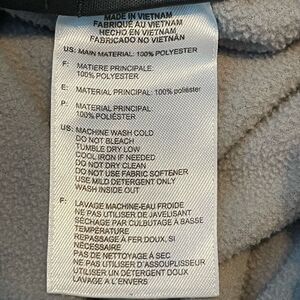 MADE IN VIETNAM
FABRIQUÉ AU VIETNAM
HECHO EN VIETNAM
FABRICADO NO VIETNÃN
US: MAIN MATERIAL: 100% POLYESTER
F: MATIERE PRINCIPALE:
100% POLYESTER
E: MATERIAL PRINCIPAL: 100% poliéster
P: MATERIAL PRINCIPAL:
100% POLIÉSTER
US: MACHINE WASH COLD
DO NOT BLEACH
TUMBLE DRY LOW
COOL IRON IF NEEDED
DO NOT DRY CLEAN
DO NOT USE FABRIC SOFTENER
USE MILD DETERGENT ONLY
WASH INSIDE OUT
F: LAVAGE MACHINE-EAU FROIDE
NE PAS UTILISER DE JAVELISANT
SÉCHAGE PAR CULBUTAGE À BASSE
TEMPÉRATURE
REPASSAGE À FER DOUX, SI
NÉCESSAIRE
PAS DE NETTOYAGE À SEC
NE PAS UTILISER D'ASSOUPLISSEUR
UTILISER UN DÉTERGENT DOUX
LAVAGE À L'ENVERS